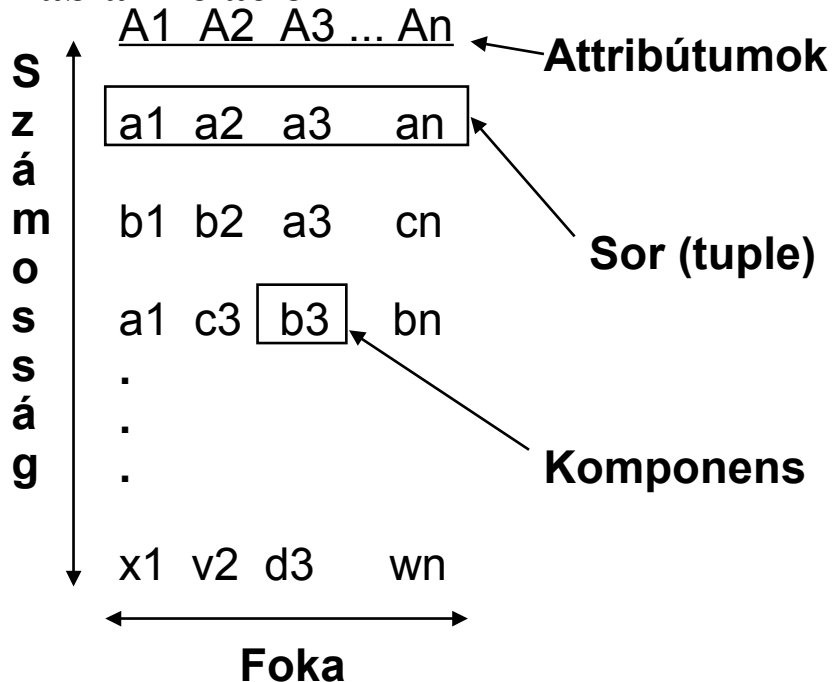 A1 A2 A3 ... An
Attribútumok
Számosság
a1 a2 a3 an
Sor (tuple)
b1 b2 a3 cn
a1 c3 b3 bn
.
.
.
Komponens
x1 v2 d3 wn
Foka